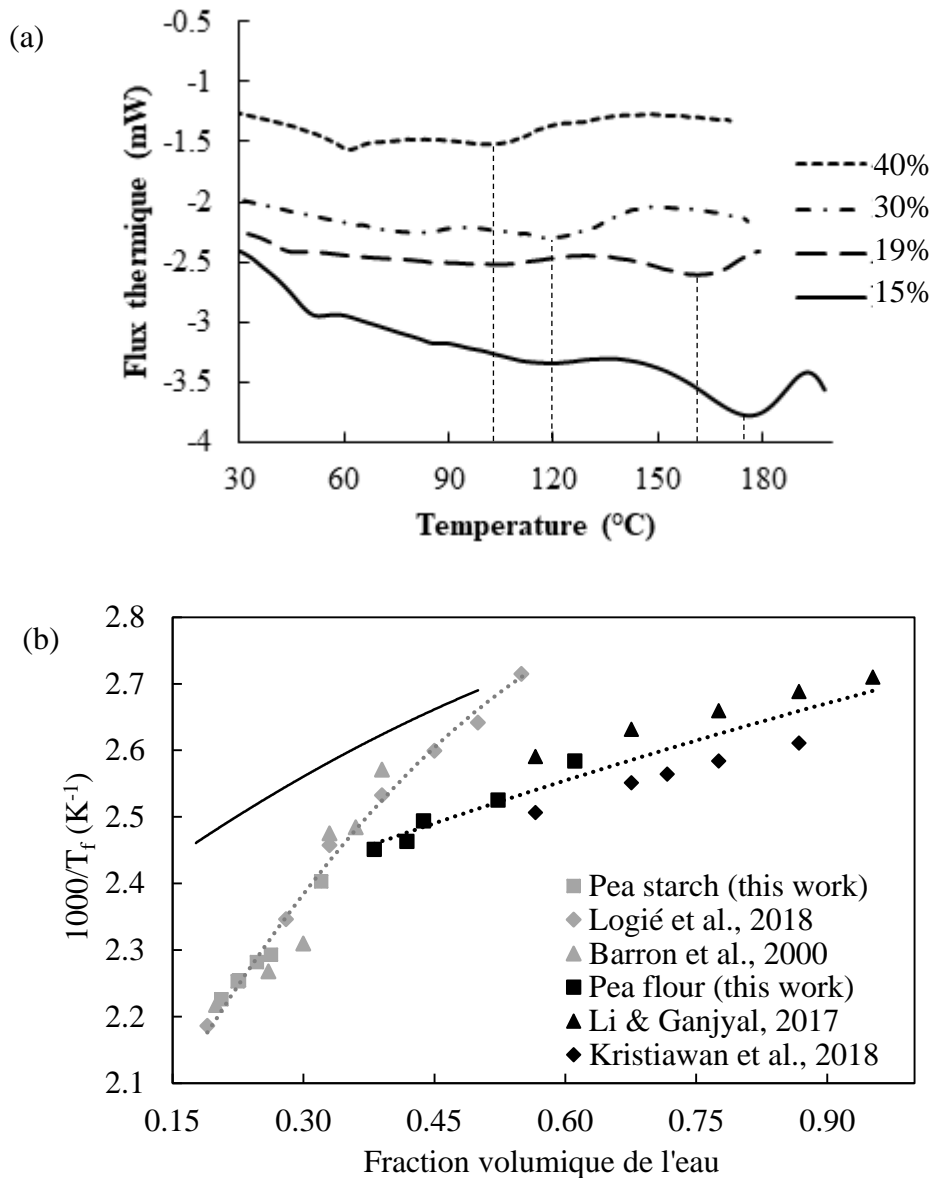 (a)
-0.5
-1
-1.5
-2
-2.5
-3
-3.5
-4
Flux thermique (mW)
30 60 90 120 150 180
Temperature (°C)
40%
30%
19%
15%
(b)
2.8
2.7
2.6
2.5
2.4
2.3
2.2
2.1
1000/Tf (K-1)
Pea starch (this work)
Logié et al., 2018
Barron et al., 2000
Pea flour (this work)
Li & Ganjyal, 2017
Kristiawan et al., 2018
0.15 0.30 0.45 0.60 0.75 0.90
Fraction volumique de l'eau